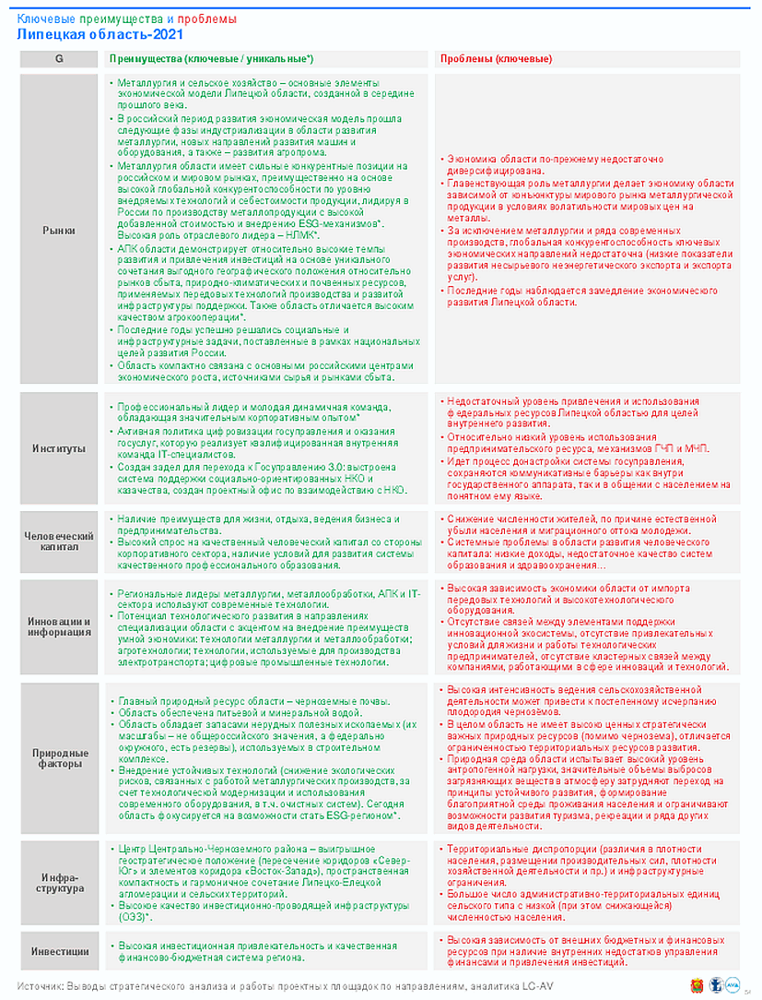 Ключевые преимущества и проблемы
Липецкая область-2021
G
Преимущества (ключевые / уникальные*)
Проблемы (ключевые)
Рынки
• Металлургия и сельское хозяйство – основные элементы
экономической модели Липецкой области, созданной в середине
прошлого века.
• В российский период развития экономическая модель прошла
следующие фазы индустриализации в области развития
металлургии, новых направлений развития машин и
оборудования, а также – развития агропрома.
• Металлургия области имеет сильные конкурентные позиции на
российском и мировом рынках, преимущественно на основе
высокой глобальной конкурентоспособности по уровню
внедряемых технологий и себестоимости продукции, лидируя в
России по производству металлопродукции с высокой
добавленной стоимостью и внедрению ESG-механизмов*.
Высокая роль отраслевого лидера – НЛМК*.
• АПК области демонстрирует относительно высокие темпы
развития и привлечения инвестиций на основе уникального
сочетания выгодного географического положения относительно
рынков сбыта, природно-климатических и почвенных ресурсов,
применяемых передовых технологий производства и развитой
инфраструктуры поддержки. Также область отличается высоким
качеством агрокооперации*.
• Последние годы успешно решались социальные и
инфраструктурные задачи, поставленные в рамках национальных
целей развития России.
• Область компактно связана с основными российскими центрами
экономического роста, источниками сырья и рынками сбыта.
• Экономика области по-прежнему недостаточно
диверсифицирована.
• Главенствующая роль металлургии делает экономику области
зависимой от конъюнктуры мирового рынка металлургической
продукции в условиях волатильности мировых цен на
металлы.
• За исключением металлургии и ряда современных
производств, глобальная конкурентоспособность ключевых
экономических направлений недостаточна (низкие показатели
развития несырьевого неэнергетического экспорта и экспорта
услуг).
• Последние годы наблюдается замедление экономического
развития Липецкой области.
Институты
• Профессиональный лидер и молодая динамичная команда,
обладающая значительным корпоративным опытом*
• Активная политика цифровизации госуправления и оказания
госуслуг, которую реализует квалифицированная внутренняя
команда IT-специалистов.
• Создан задел для перехода к Госуправлению 3.0: выстроена
система поддержки социально-ориентированных НКО и
казачества, создан проектный офис по взаимодействию с НКО.
• Недостаточный уровень привлечения и использования
федеральных ресурсов Липецкой областью для целей
внутреннего развития.
• Относительно низкий уровень использования
предпринимательского ресурса, механизмов ГЧП и МЧП.
• Идет процесс донастройки системы госуправления,
сохраняются коммуникативные барьеры как внутри
государственного аппарата, так и в общении с населением на
понятном ему языке.
Человеческий
капитал
• Наличие преимуществ для жизни, отдыха, ведения бизнеса и
предпринимательства.
• Высокий спрос на качественный человеческий капитал со стороны
корпоративного сектора, наличие условий для развития системы
качественного профессионального образования.
• Снижение численности жителей, по причине естественной
убыли населения и миграционного оттока молодежи.
• Системные проблемы в области развития человеческого
капитала: низкие доходы, недостаточное качество систем
образования и здравоохранения…
Инновации и
информация
• Региональные лидеры металлургии, металлообработки, АПК и IT-
сектора используют современные технологии.
• Потенциал технологического развития в направлениях
специализации области с акцентом на внедрение преимуществ
умной экономики: технологии металлургии и металлообработки;
агротехнологии; технологии, используемые для производства
электротранспорта; цифровые промышленные технологии.
• Высокая зависимость экономики области от импорта
передовых технологий и высокотехнологического
оборудования.
• Отсутствие связей между элементами поддержки
инновационной экосистемы, отсутствие привлекательных
условий для жизни и работы технологических
предпринимателей, отсутствие кластерных связей между
компаниями, работающими в сфере инноваций и технологий.
Природные
факторы
• Главный природный ресурс области – черноземные почвы.
• Область обеспечена питьевой и минеральной водой.
• Область обладает запасами нерудных полезных ископаемых (их
масштабы – не общероссийского значения, а федерально
окружного, есть резервы), используемых в строительном
комплексе.
• Внедрение устойчивых технологий (снижение экологических
рисков, связанных с работой металлургических производств, за
счет технологической модернизации и использования
современного оборудования, в т.ч. очистных систем). Сегодня
область фокусируется на возможности стать ESG-регионом*.
• Высокая интенсивность ведения сельскохозяйственной
деятельности может привести к постепенному исчерпанию
плодородия чернозёмов.
• В целом область не имеет высоко ценных стратегически
важных природных ресурсов (помимо чернозема), отличается
ограниченностью территориальных ресурсов развития.
• Природная среда области испытывает высокий уровень
антропогенной нагрузки, значительные объемы выбросов
загрязняющих веществ в атмосферу затрудняют переход на
принципы устойчивого развития, формирование
благоприятной среды проживания населения и ограничивают
возможности развития туризма, рекреации и ряда других
видов деятельности.
Инфра-
структура
• Центр Центрально-Черноземного района – выигрышное
геостратегическое положение (пересечение коридоров «Север-
Юг» и элементов коридора «Восток-Запад»), пространственная
компактность и гармоничное сочетание Липецко-Елецкой
агломерации и сельских территорий.
• Высокое качество инвестиционно-проводящей инфраструктуры
(ОЭЗ)*.
• Территориальные диспропорции (различия в плотности
населения, размещении производительных сил, плотности
хозяйственной деятельности и пр.) и инфраструктурные
ограничения.
• Большое число административно-территориальных единиц
сельского типа с низкой (при этом снижающейся)
численностью населения.
Инвестиции
• Высокая инвестиционная привлекательность и качественная
финансово-бюджетная система региона.
• Высокая зависимость от внешних бюджетных и финансовых
ресурсов при наличие внутренних недостатков управления
финансами и привлечения инвестиций.
Источник: Выводы стратегического анализа и работы проектных площадок по направлениям, аналитика LC-AV